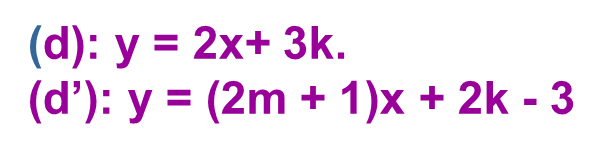 (d): y = 2x+ 3k.
(d’): y = (2m + 1)x + 2k - 3